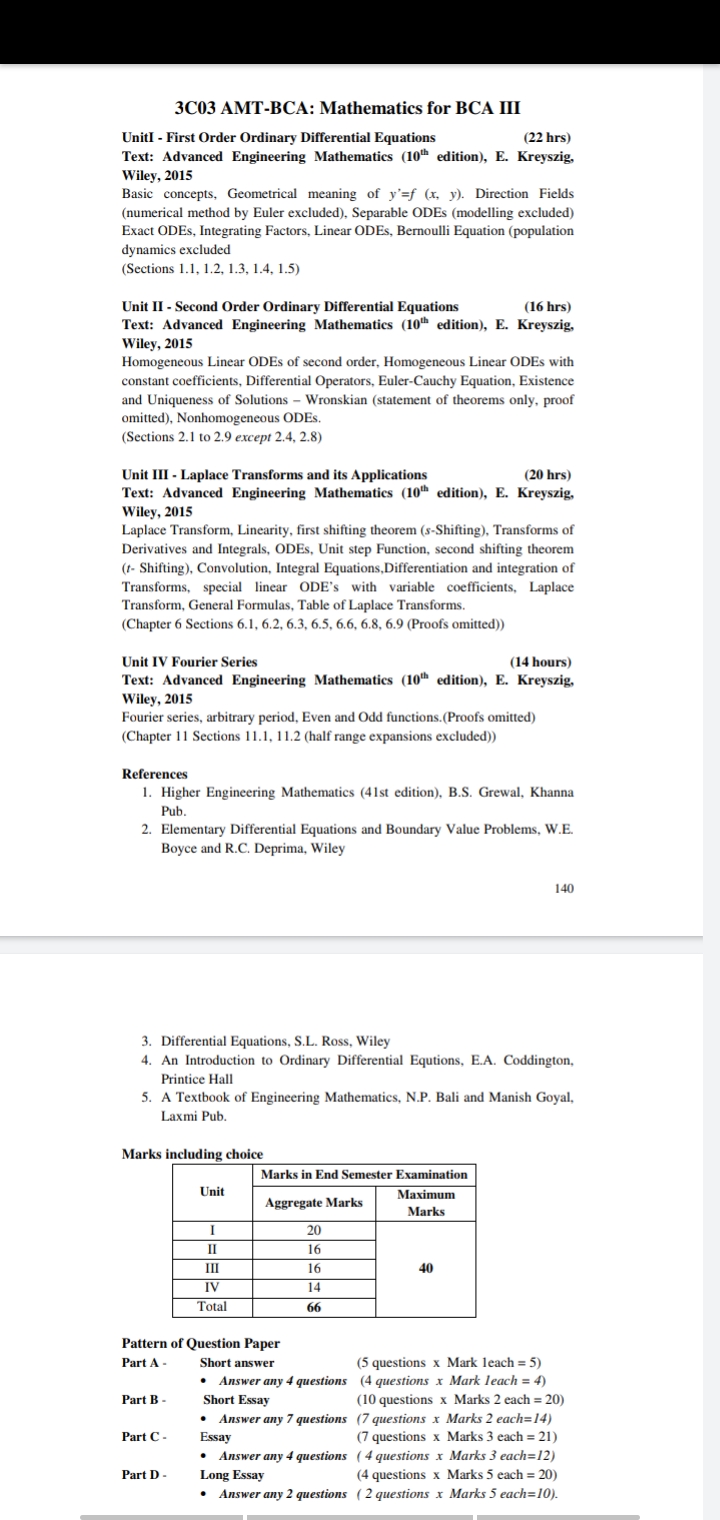 3C03 AMT-BCA: Mathematics for BCA III
UnitI - First Order Ordinary Differential Equations (22 hrs)
Text: Advanced Engineering Mathematics (10th edition), E. Kreyszig,
Wiley, 2015
Basic concepts, Geometrical meaning of y'=f (x, y). Direction Fields
(numerical method by Euler excluded), Separable ODEs (modelling excluded)
Exact ODEs, Integrating Factors, Linear ODEs, Bernoulli Equation (population
dynamics excluded
(Sections 1.1, 1.2, 1.3, 1.4, 1.5)
Unit II - Second Order Ordinary Differential Equations (16 hrs)
Text: Advanced Engineering Mathematics (10th edition), E. Kreyszig,
Wiley, 2015
Homogeneous Linear ODEs of second order, Homogeneous Linear ODEs with
constant coefficients, Differential Operators, Euler-Cauchy Equation, Existence
and Uniqueness of Solutions – Wronskian (statement of theorems only, proof
omitted), Nonhomogeneous ODEs.
(Sections 2.1 to 2.9 except 2.4, 2.8)
Unit III - Laplace Transforms and its Applications (20 hrs)
Text: Advanced Engineering Mathematics (10th edition), E. Kreyszig,
Wiley, 2015
Laplace Transform, Linearity, first shifting theorem (s-Shifting), Transforms of
Derivatives and Integrals, ODEs, Unit step Function, second shifting theorem
(t- Shifting), Convolution, Integral Equations,Differentiation and integration of
Transforms, special linear ODE's with variable coefficients, Laplace
Transform, General Formulas, Table of Laplace Transforms.
(Chapter 6 Sections 6.1, 6.2, 6.3, 6.5, 6.6, 6.8, 6.9 (Proofs omitted))
Unit IV Fourier Series (14 hours)
Text: Advanced Engineering Mathematics (10th edition), E. Kreyszig,
Wiley, 2015
Fourier series, arbitrary period, Even and Odd functions.(Proofs omitted)
(Chapter 11 Sections 11.1, 11.2 (half range expansions excluded))
References
1. Higher Engineering Mathematics (41st edition), B.S. Grewal, Khanna
Pub.
2. Elementary Differential Equations and Boundary Value Problems, W.E.
Boyce and R.C. Deprima, Wiley
140
3. Differential Equations, S.L. Ross, Wiley
4. An Introduction to Ordinary Differential Equtions, E.A. Coddington,
Printice Hall
5. A Textbook of Engineering Mathematics, N.P. Bali and Manish Goyal,
Laxmi Pub.
Marks including choice
Unit Marks in End Semester Examination
Aggregate Marks Maximum Marks
I 20
II 16
III 16 40
IV 14
Total 66
Pattern of Question Paper
Part A - Short answer (5 questions x Mark 1each = 5)
• Answer any 4 questions (4 questions x Mark 1each = 4)
Part B - Short Essay (10 questions x Marks 2 each = 20)
• Answer any 7 questions (7 questions x Marks 2 each=14)
Part C - Essay (7 questions x Marks 3 each = 21)
• Answer any 4 questions ( 4 questions x Marks 3 each=12)
Part D - Long Essay (4 questions x Marks 5 each = 20)
• Answer any 2 questions ( 2 questions x Marks 5 each=10).